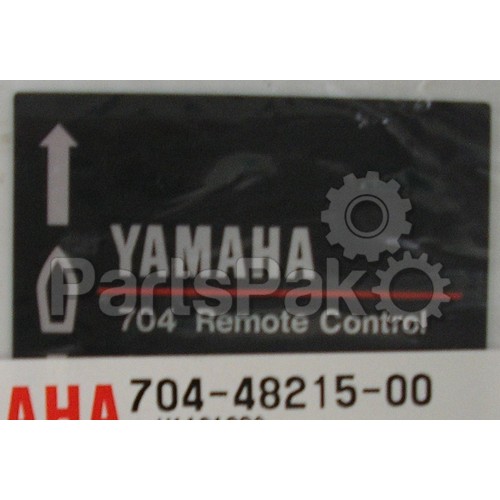 YAMAHA
PartsPak
704 Remote Control
AHA 704-48215-00